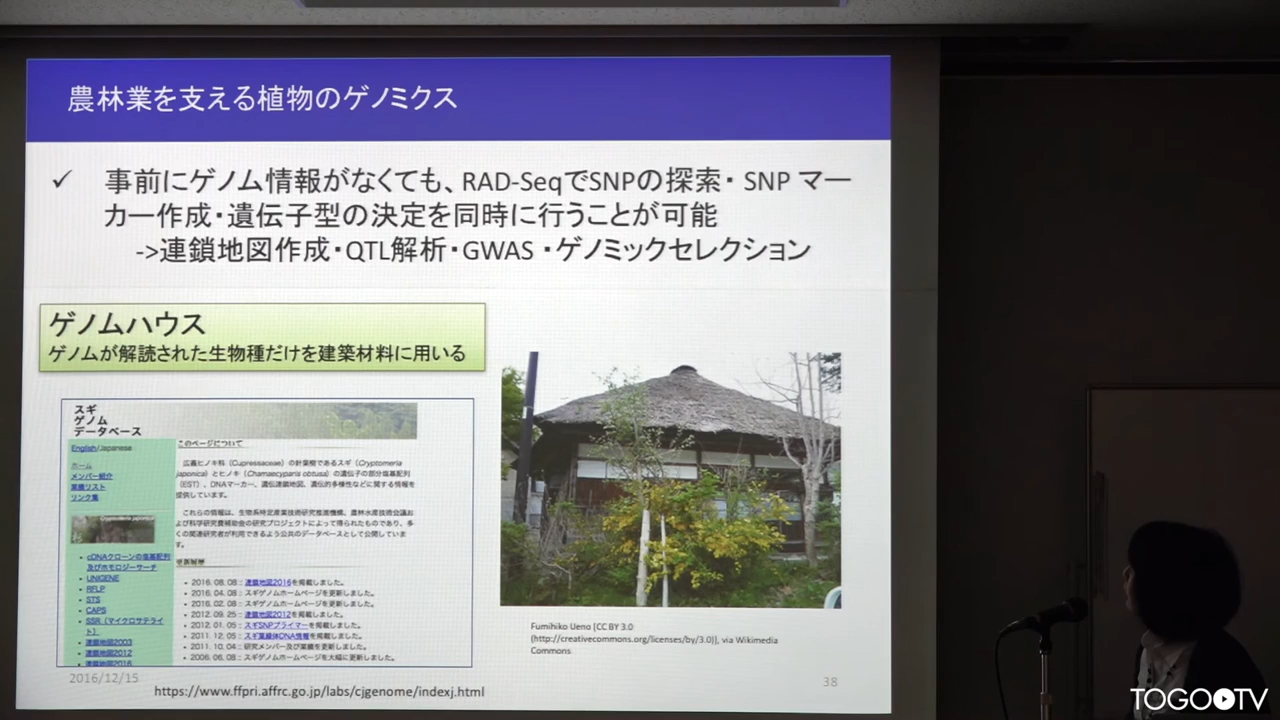 農林業を支える植物のゲノミクス
✓ 事前にゲノム情報がなくても、RAD-SeqでSNPの探索・ SNP マー
カー作成・遺伝子型の決定を同時に行うことが可能
->連鎖地図作成・QTL解析・GWAS ・ゲノミックセレクション
ゲノムハウス
ゲノムが解読された生物種だけを建築材料に用いる
スギ
ゲノム
データベース
English/Japanese
ホーム
メンバー紹介
業績リスト
リンク集
Cryptomeria japonica
cDNAクローンの塩基配列
及びホモロジーサーチ
UNIGENE
RFLP
STS
CAPS
SSR（マイクロサテライ
ト）
連鎖地図2003
連鎖地図2012
連鎖地図2016
このページについて
広義ヒノキ科（Cupressaceae）の針葉樹であるスギ（Cryptomeria
japonica）とヒノキ（Chamaecyparis obtusa）の遺伝子の部分塩基配列
（EST）、DNAマーカー、遺伝連鎖地図、遺伝的多様性などに関する情報を
提供しています。
これらの情報は、生物系特定産業技術研究推進機構、農林水産技術会議お
よび科学研究費補助金の研究プロジェクトによって得られたものであり、多
くの関連研究者が利用できるよう公共のデータベースとして公開していま
す。
更新履歴
2016. 08. 08 : 連鎖地図2016を掲載しました。
2016. 04. 08 : スギゲノムホームページを更新しました。
2016. 02. 08 : スギゲノムホームページを更新しました。
2012. 09. 25 : 連鎖地図2012を掲載しました。
2012. 01. 05 : スギSNPプライマーを掲載しました。
2011. 12. 05 : スギ葉緑体DNA情報を掲載しました。
2011. 10. 04 : 研究メンバー及び業績を更新しました。
2006. 06. 08 : スギゲノムホームページを大幅に更新しました。
Fumihiko Ueno [CC BY 3.0
(http://creativecommons.org/licenses/by/3.0)], via Wikimedia
Commons
2016/12/15
https://www.ffpri.affrc.go.jp/labs/cjgenome/indexj.html
38
TOGOTV